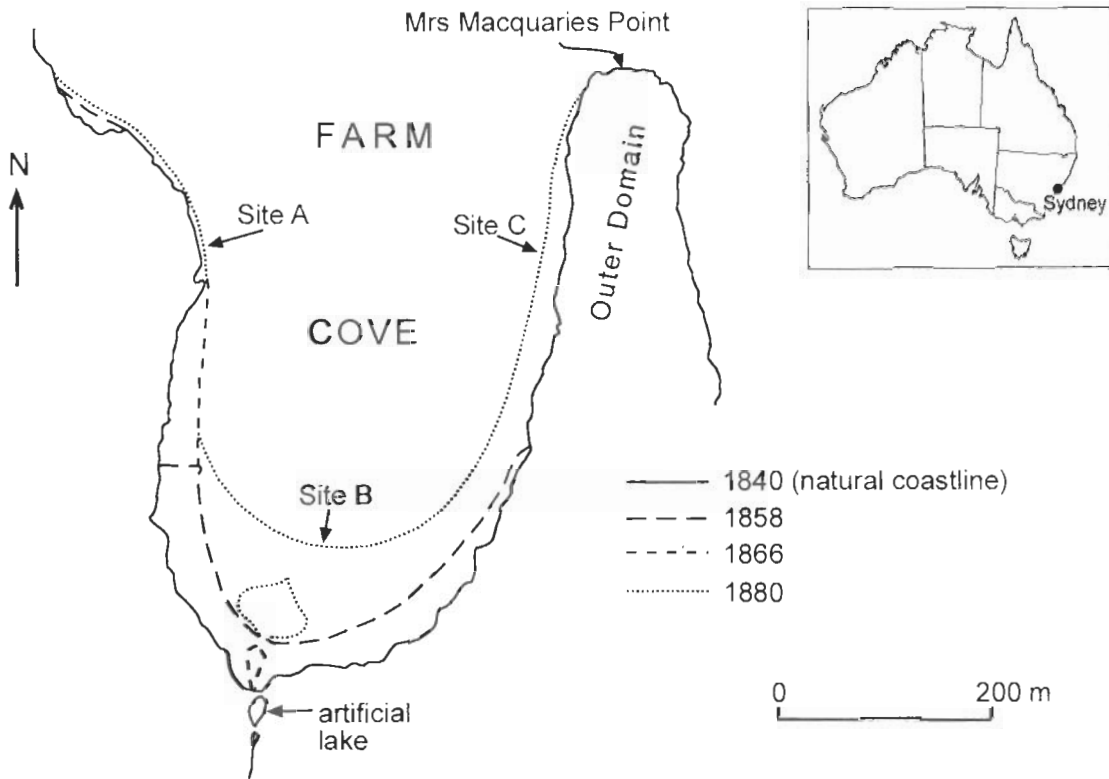 Mrs Macquaries Point
FARM
N
Site A
Site C
Outer Domain
Sydney
COVE
Site B
1840 (natural coastline)
1858
1866
1880
0 200 m
artificial
lake